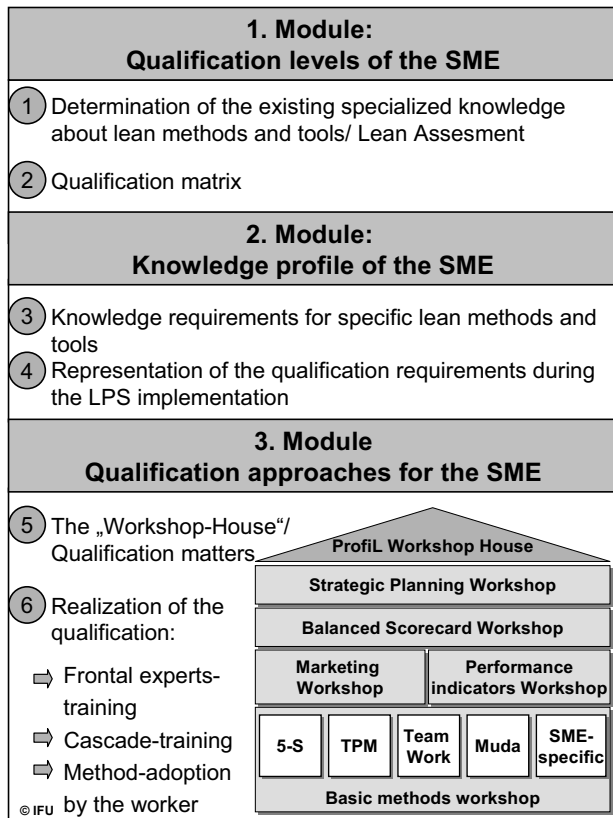 1. Module:
Qualification levels of the SME
1 Determination of the existing specialized knowledge
about lean methods and tools/ Lean Assesment
2 Qualification matrix
2. Module:
Knowledge profile of the SME
3 Knowledge requirements for specific lean methods and
tools
4 Representation of the qualification requirements during
the LPS implementation
3. Module
Qualification approaches for the SME
5 The „Workshop-House“/
Qualification matters
6 Realization of the
qualification:
Frontal experts-
training
Cascade-training
Method-adoption
by the worker
ProfiL Workshop House
Strategic Planning Workshop
Balanced Scorecard Workshop
Marketing
Workshop
Performance
indicators Workshop
5-S
TPM
Team
Work
Muda
SME-
specific
Basic methods workshop
© IFU